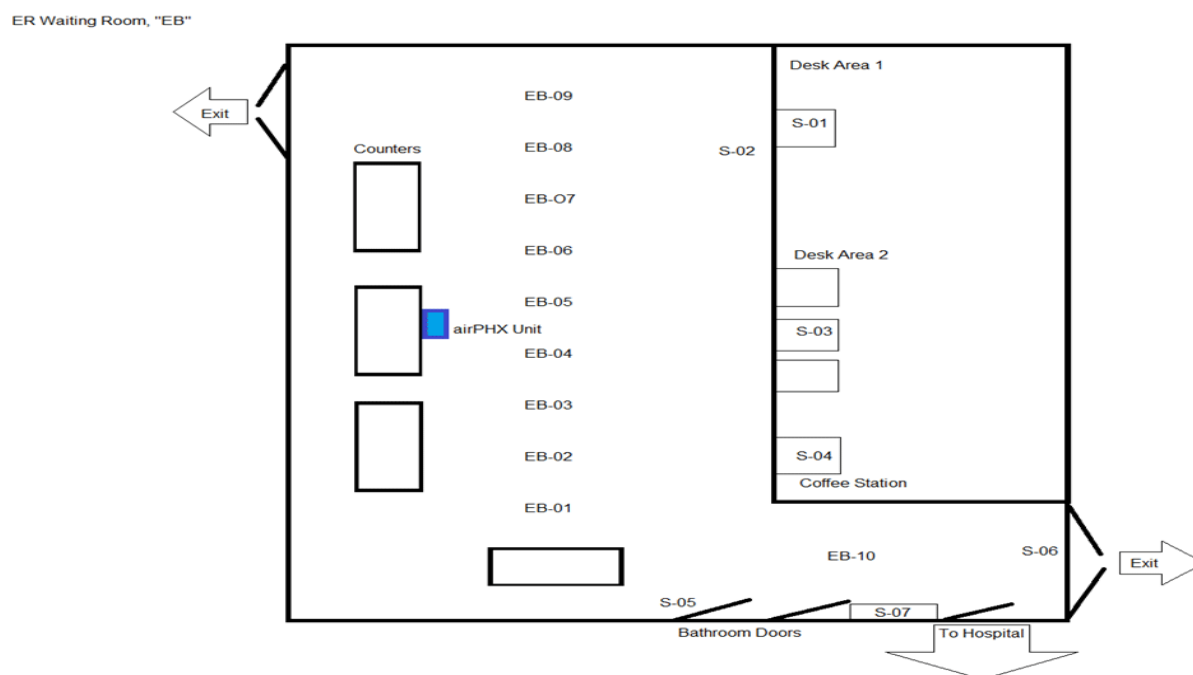 ER Waiting Room, "EB"
Desk Area 1
EB-09
Exit
S-01
Counters
EB-08
S-02
EB-O7
EB-06
Desk Area 2
EB-05
airPHX Unit
S-03
EB-04
EB-03
EB-02
S-04
Coffee Station
EB-01
EB-10
S-06
Exit
S-05
S-07
Bathroom Doors
To Hospital